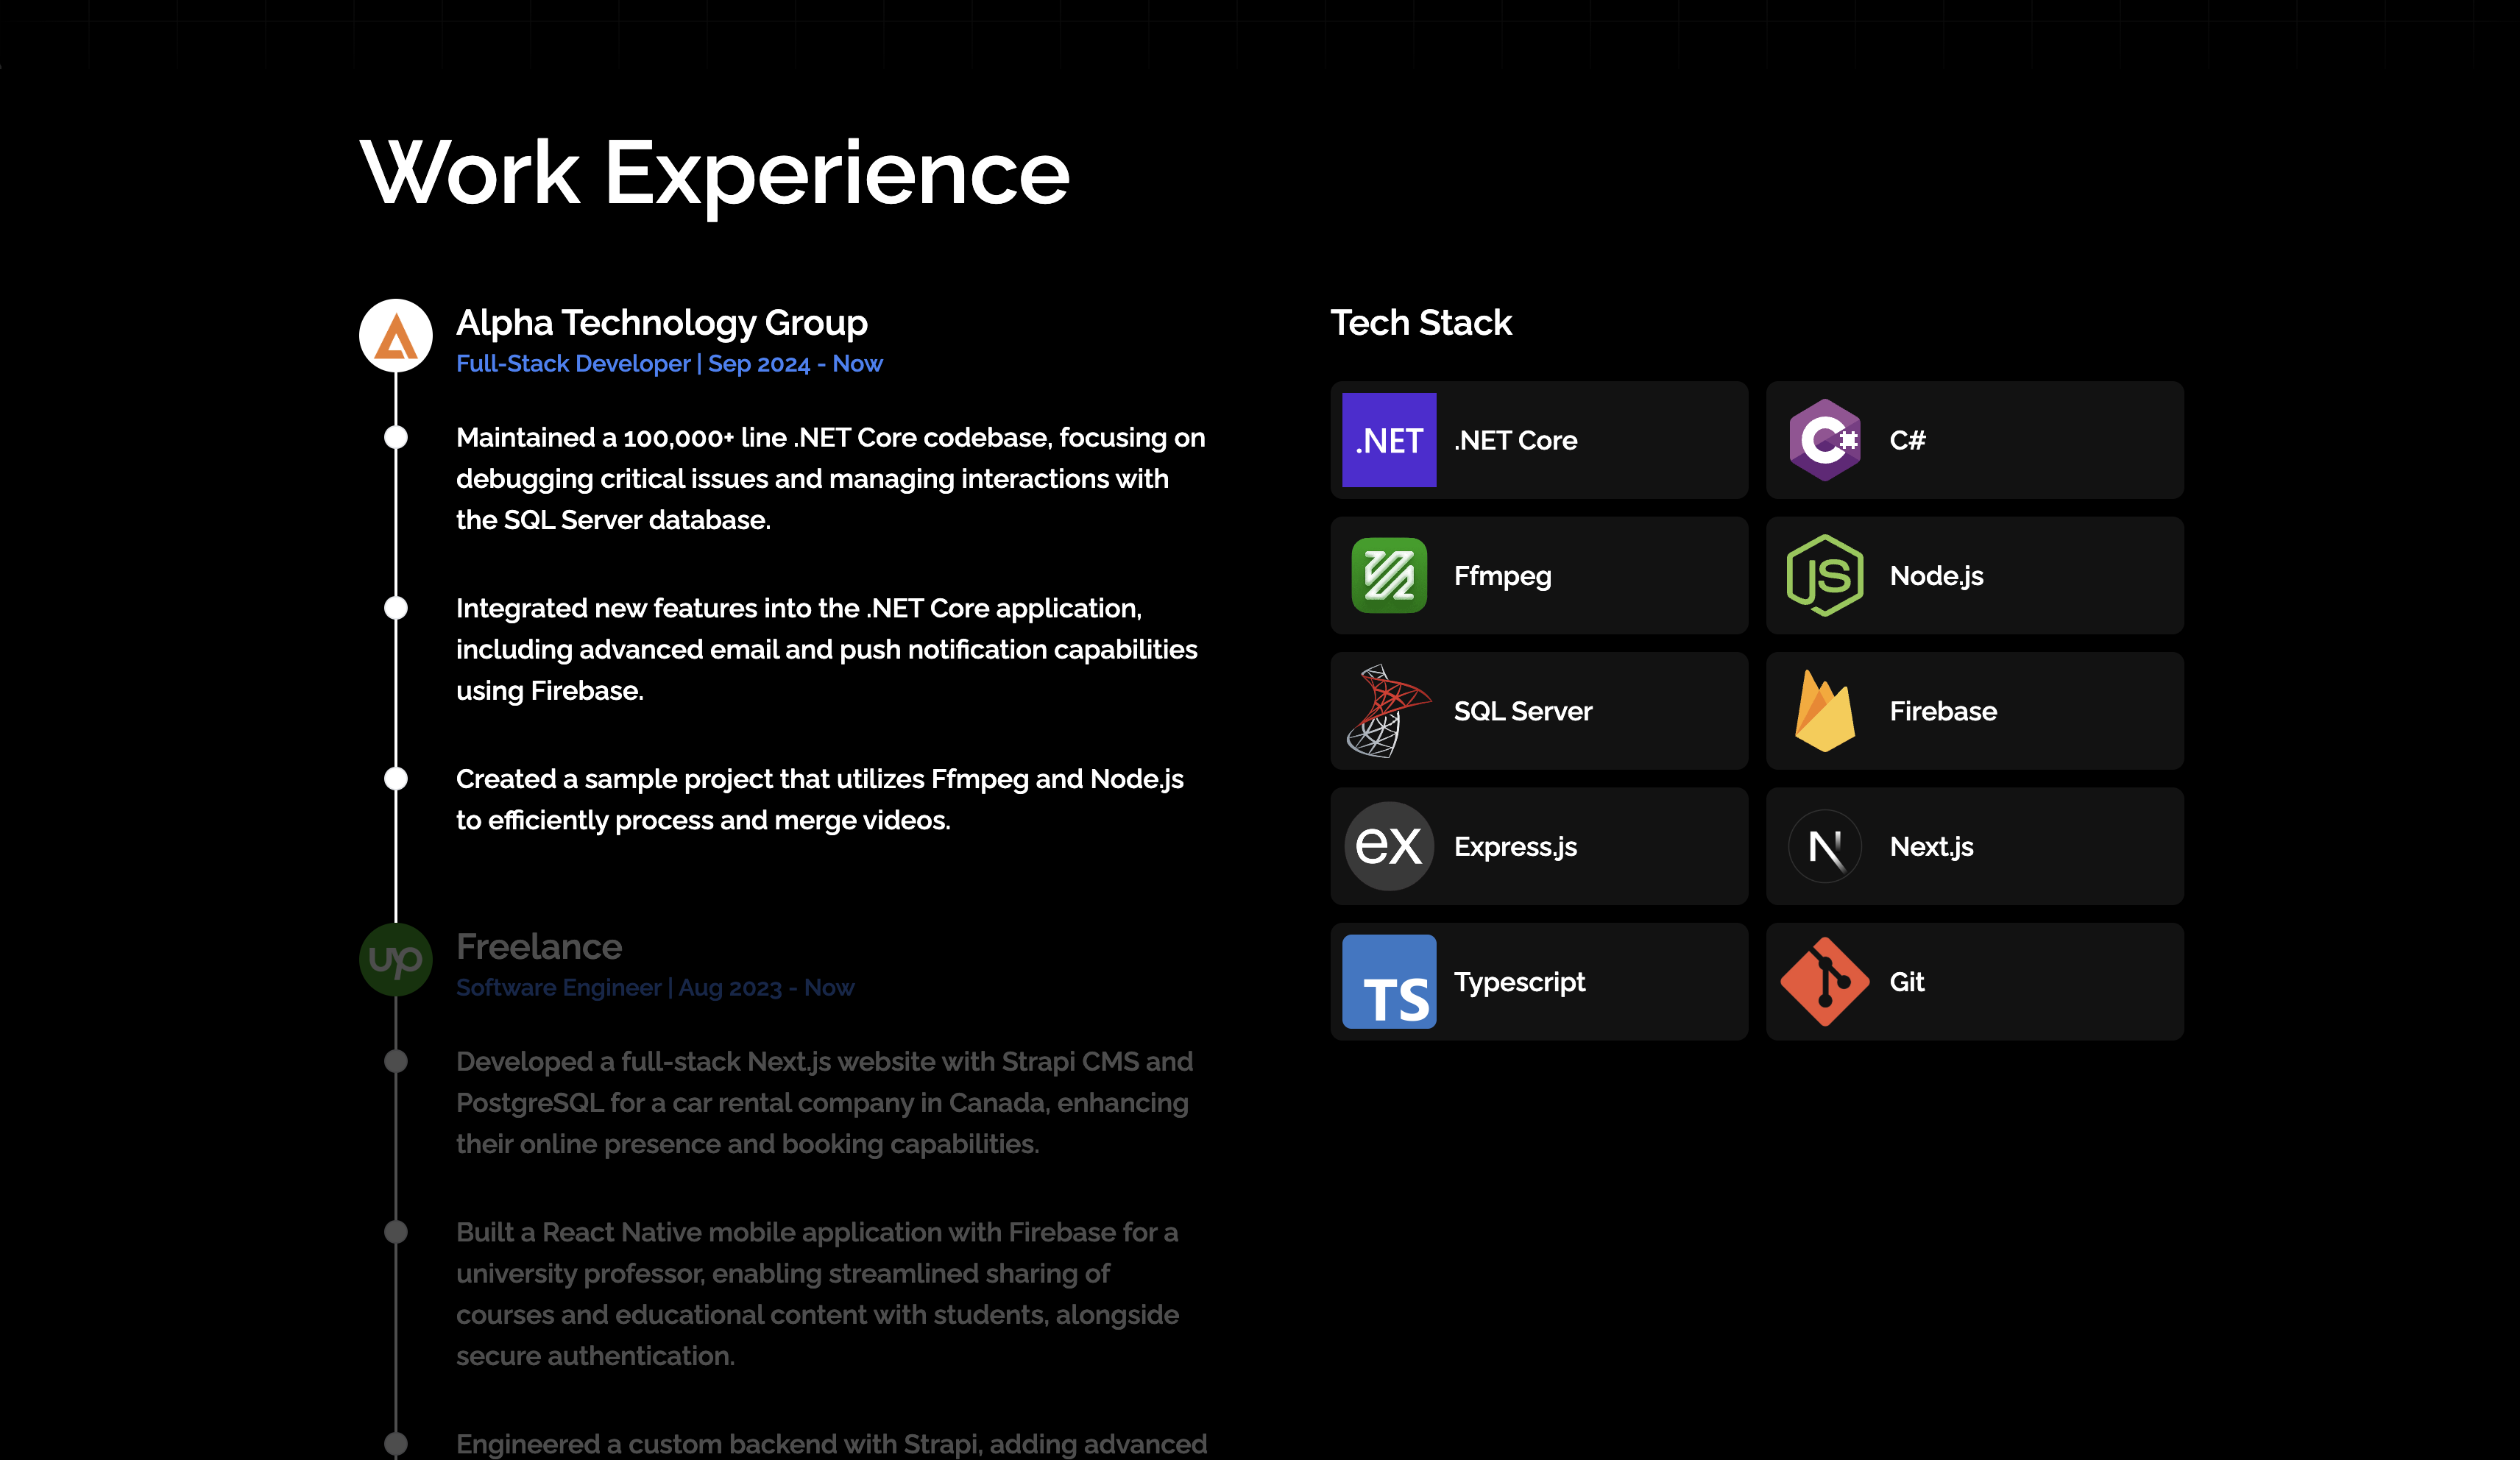 Work Experience
Alpha Technology Group
Full-Stack Developer | Sep 2024 - Now
Maintained a 100,000+ line .NET Core codebase, focusing on
debugging critical issues and managing interactions with
the SQL Server database.
Integrated new features into the .NET Core application,
including advanced email and push notification capabilities
using Firebase.
Created a sample project that utilizes Ffmpeg and Node.js
to efficiently process and merge videos.
up
Freelance
Software Engineer | Aug 2023 - Now
Developed a full-stack Next.js website with Strapi CMS and
PostgreSQL for a car rental company in Canada, enhancing
their online presence and booking capabilities.
Built a React Native mobile application with Firebase for a
university professor, enabling streamlined sharing of
courses and educational content with students, alongside
secure authentication.
Engineered a custom backend with Strapi, adding advanced
Tech Stack
.NET
.NET Core
C#
Ffmpeg
JS
Node.js
SQL Server
Firebase
ex
Express.js
N
Next.js
TS
Typescript
Git